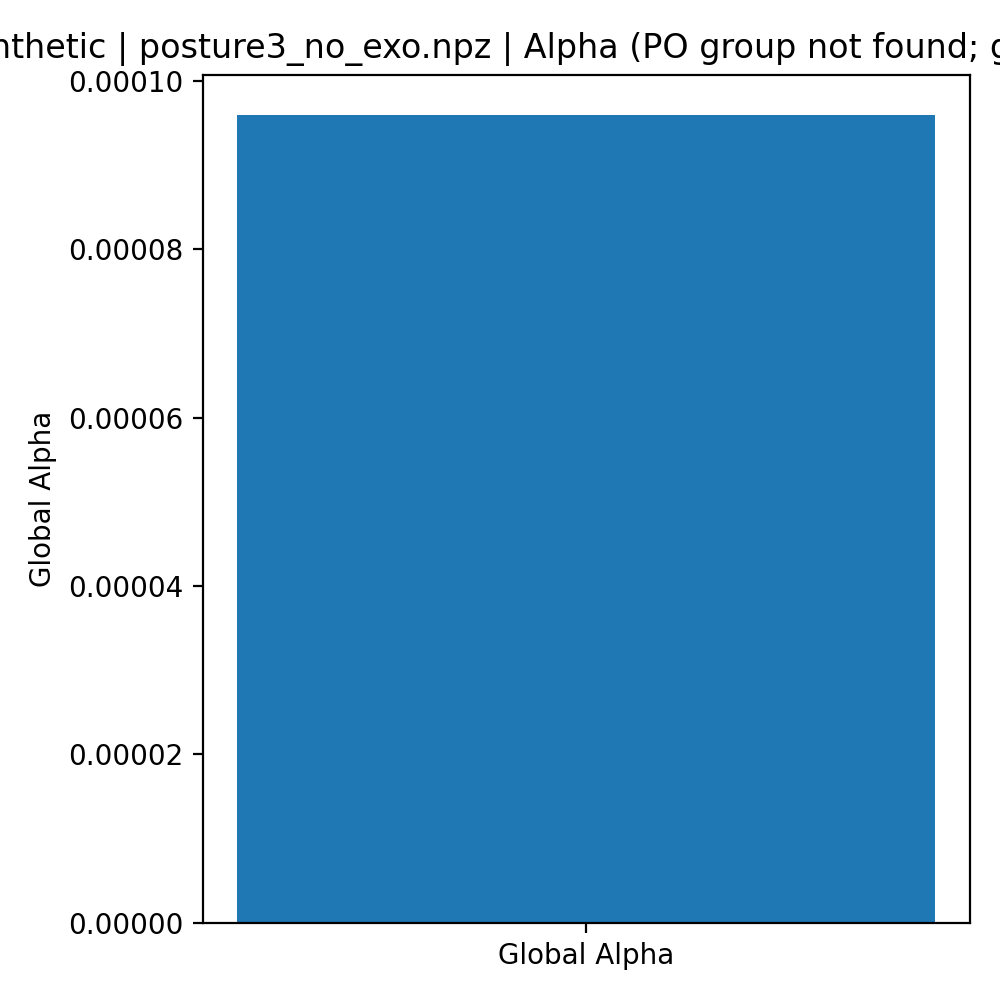 nthetic | posture3_no_exo.npz | Alpha (PO group not found; g
0.00010
0.00008
0.00006
0.00004
0.00002
0.00000
Global Alpha
Global Alpha